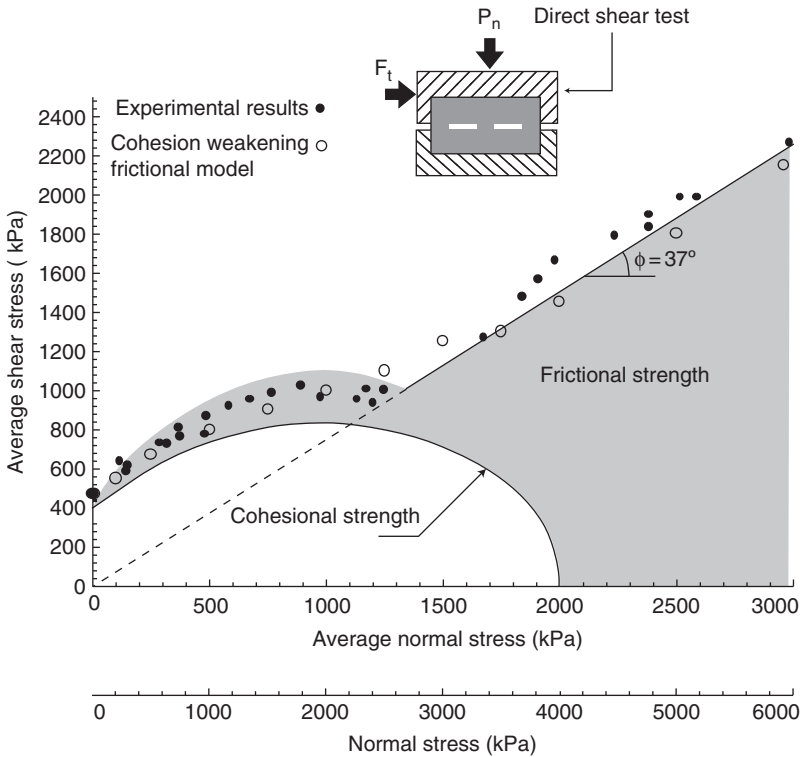 Pn
Direct shear test
Ft
Experimental results
Cohesion weakening
frictional model
2400
2200
2000
1800
1600
1400
1200
1000
800
600
400
200
0
Average shear stress ( kPa)
ϕ = 37º
Frictional strength
Cohesional strength
0 500 1000 1500 2000 2500 3000
Average normal stress (kPa)
0 1000 2000 3000 4000 5000 6000
Normal stress (kPa)